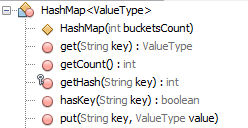 HashMap<ValueType>
HashMap(int bucketsCount)
get(String key) : ValueType
getCount() : int
getHash(String key) : int
hasKey(String key) : boolean
put(String key, ValueType value)